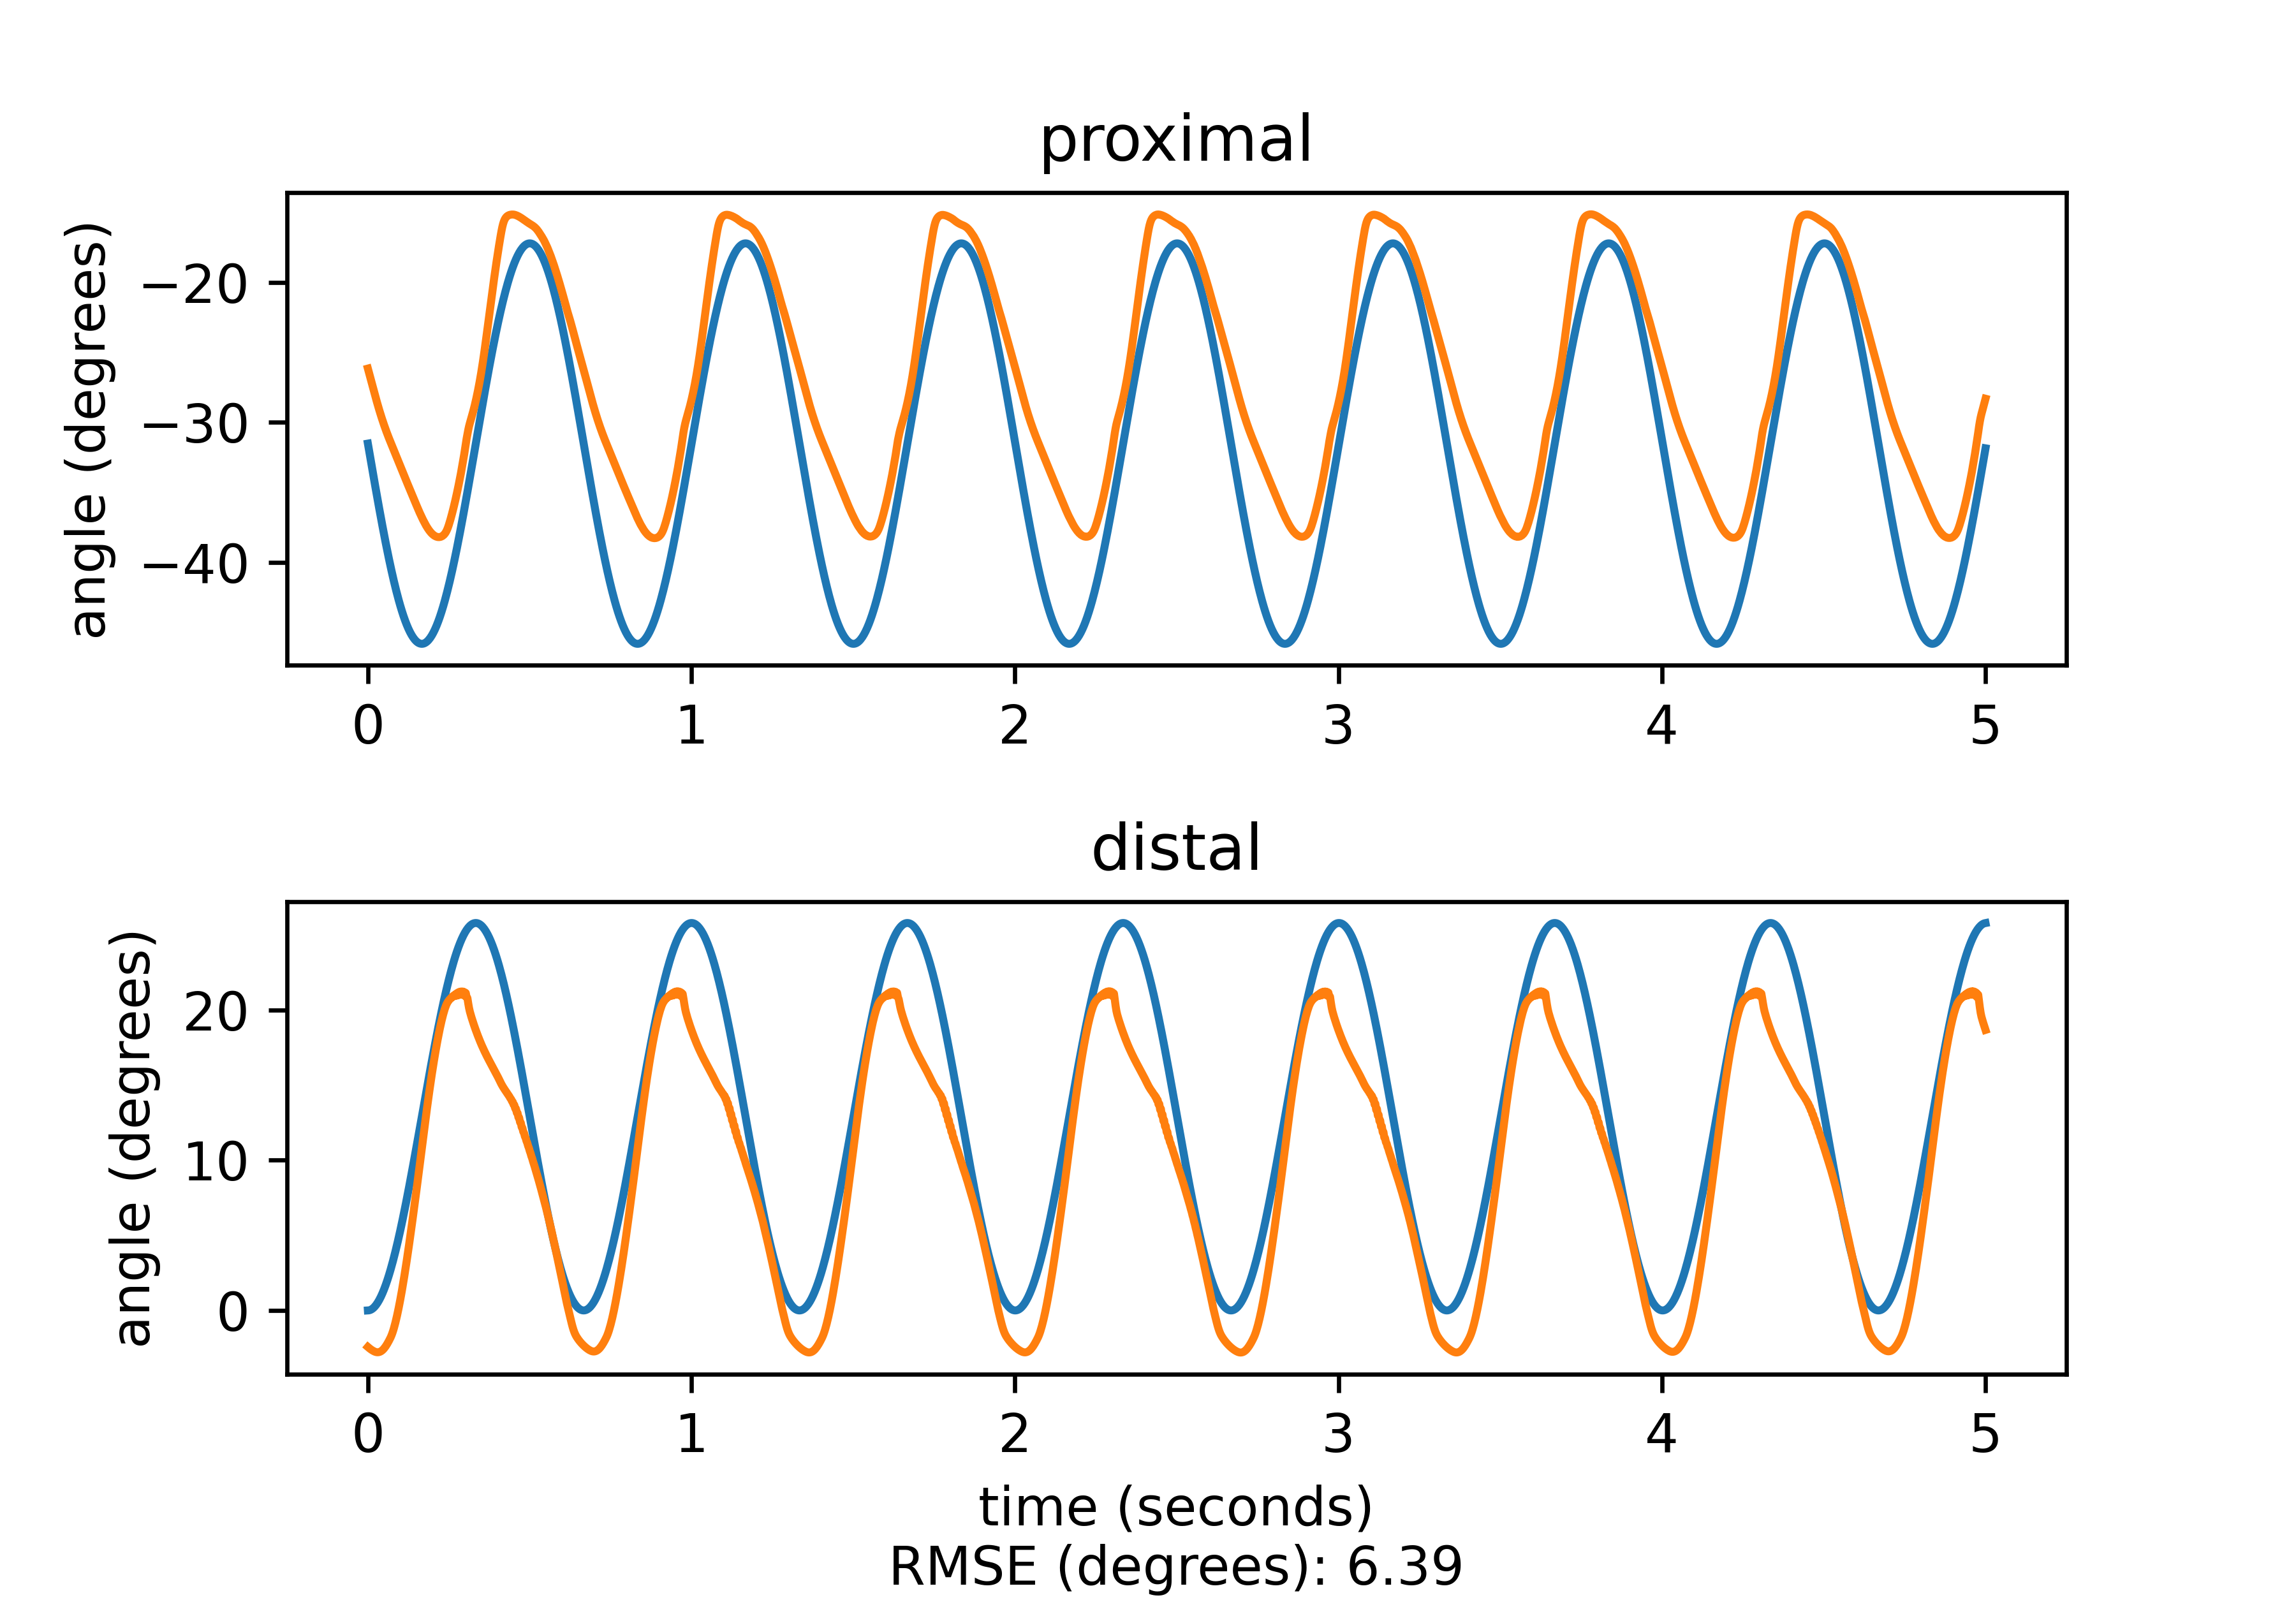 proximal
angle (degrees)
−20
−30
−40
0 1 2 3 4 5
distal
angle (degrees)
20
10
0
0 1 2 3 4 5
time (seconds)
RMSE (degrees): 6.39